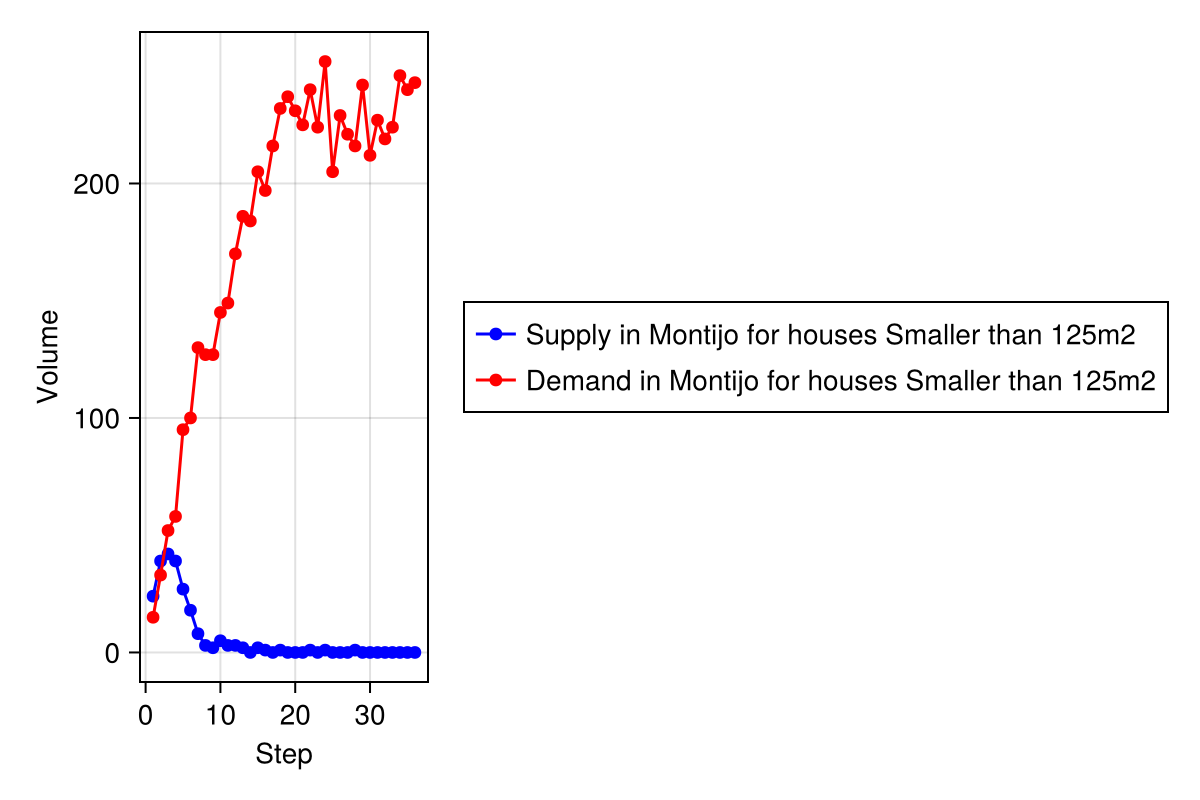 Volume
200
100
0
0 10 20 30
Step
Supply in Montijo for houses Smaller than 125m2
Demand in Montijo for houses Smaller than 125m2